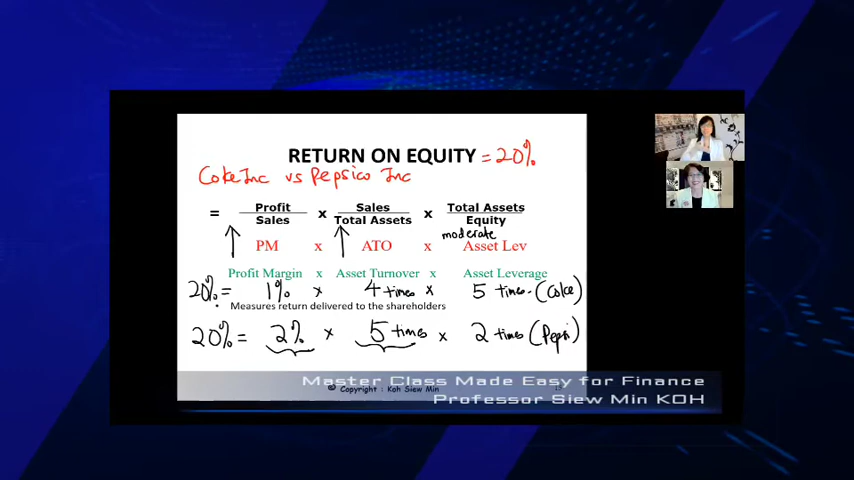 RETURN ON EQUITY = 20%
Coke Inc vs Pepsico Inc
= Profit / Sales x Sales / Total Assets x Total Assets / Equity
moderate
PM x ATO x Asset Lev
Profit Margin x Asset Turnover x Asset Leverage
20% = 1% x 4 times x 5 times (Coke)
Measures return delivered to the shareholders
20% = 2% x 5 times x 2 times (Pepsi)
Master Class Made Easy for Finance
© Copyright : Koh Siew Min
Professor Siew Min KOH